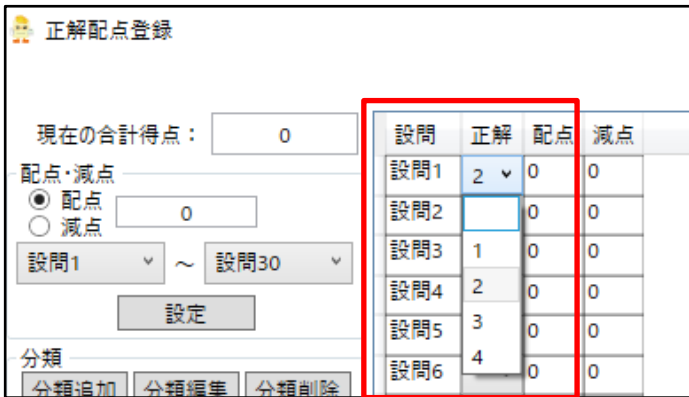 正解配点登録
現在の合計得点： 0
配点・減点
配点
減点
0
設問1 ～ 設問30
設定
分類
分類追加 分類編集 分類削除
設問 正解 配点 減点
設問1 2 0 0
設問2 0 0
設問3 1 0 0
設問4 2 0 0
設問5 3 0 0
設問6 4 0 0